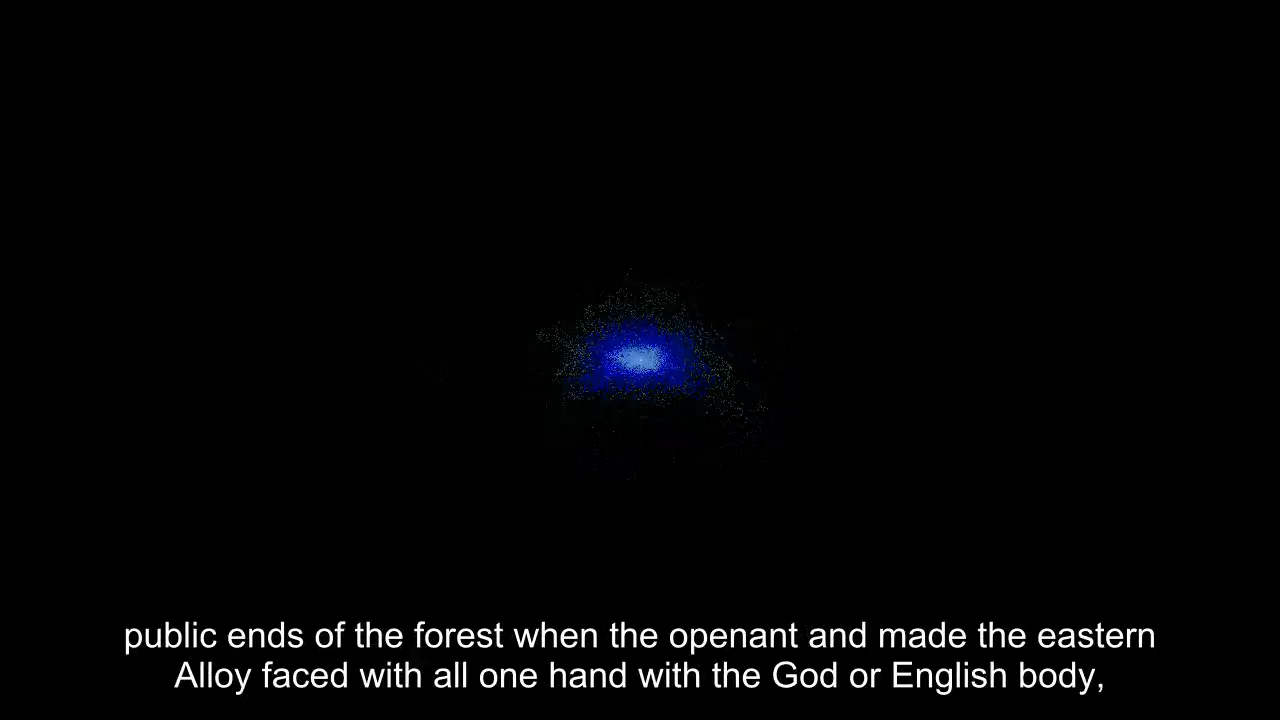 public ends of the forest when the openant and made the eastern
Alloy faced with all one hand with the God or English body,